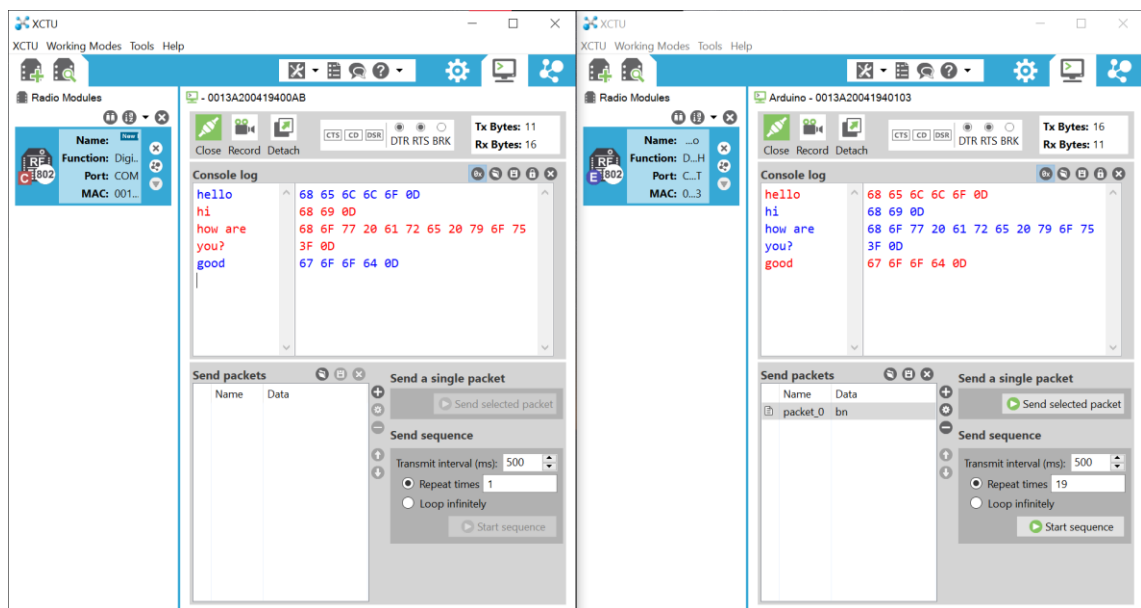 XCTU
XCTU Working Modes Tools Help
Radio Modules
Name: New
Function: Digi..
Port: COM
MAC: 001...
RF
802
C
- 0013A200419400AB
Close Record Detach
CTS CD DSR
DTR RTS BRK
Tx Bytes: 11
Rx Bytes: 16
Console log
hello 68 65 6C 6C 6F 0D
hi 68 69 0D
how are 68 6F 77 20 61 72 65 20 79 6F 75
you? 3F 0D
good 67 6F 6F 64 0D
Send packets
Name Data
Send a single packet
Send selected packet
Send sequence
Transmit interval (ms): 500
Repeat times 1
Loop infinitely
Start sequence
XCTU
XCTU Working Modes Tools Help
Radio Modules
Name: ...o
Function: D...H
Port: C...T
MAC: 0...3
RF
802
E
Arduino - 0013A20041940103
Close Record Detach
CTS CD DSR
DTR RTS BRK
Tx Bytes: 16
Rx Bytes: 11
Console log
hello 68 65 6C 6C 6F 0D
hi 68 69 0D
how are 68 6F 77 20 61 72 65 20 79 6F 75
you? 3F 0D
good 67 6F 6F 64 0D
Send packets
Name Data
packet_0 bn
Send a single packet
Send selected packet
Send sequence
Transmit interval (ms): 500
Repeat times 19
Loop infinitely
Start sequence